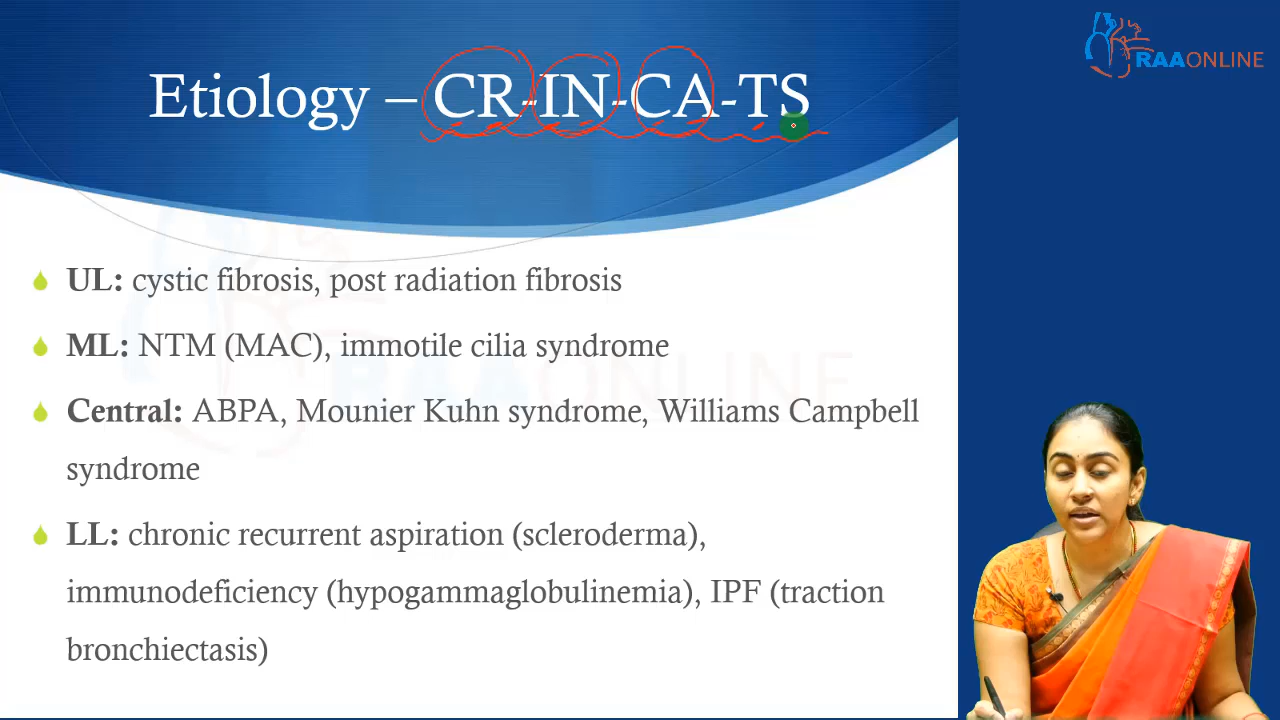 RAAONLINE
Etiology – CR-IN-CA-TS
UL: cystic fibrosis, post radiation fibrosis
ML: NTM (MAC), immotile cilia syndrome
Central: ABPA, Mounier Kuhn syndrome, Williams Campbell
syndrome
LL: chronic recurrent aspiration (scleroderma),
immunodeficiency (hypogammaglobulinemia), IPF (traction
bronchiectasis)
RAAONLINE